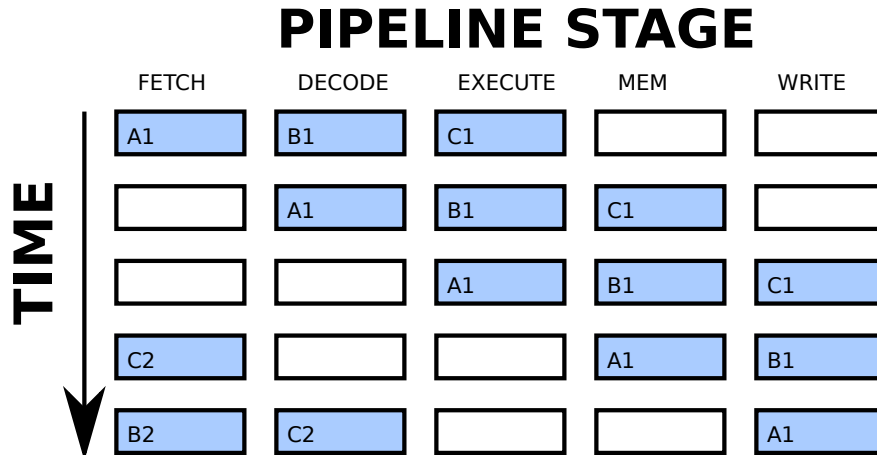 PIPELINE STAGE
FETCH DECODE EXECUTE MEM WRITE
A1 B1 C1
A1 B1 C1
A1 B1 C1
C2 A1 B1
B2 C2 A1
TIME